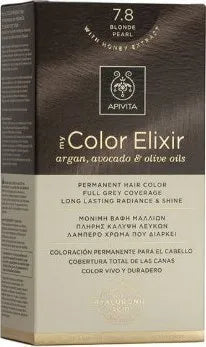 7.8
BLONDE
PEARL
WITH HONEY EXTRACT
APIVITA
my Color Elixir
argan, avocado & olive oils
PERMANENT HAIR COLOR
FULL GREY COVERAGE
LONG LASTING RADIANCE & SHINE
ΜΟΝΙΜΗ ΒΑΦΗ ΜΑΛΛΙΩΝ
ΠΛΗΡΗΣ ΚΑΛΥΨΗ ΛΕΥΚΩΝ
ΛΑΜΠΕΡΟ ΧΡΩΜΑ ΠΟΥ ΔΙΑΡΚΕΙ
COLORACIÓN PERMANENTE PARA EL CABELLO
COBERTURA TOTAL DE LAS CANAS
COLOR VIVO Y DURADERO
HYALURONIC
ACID